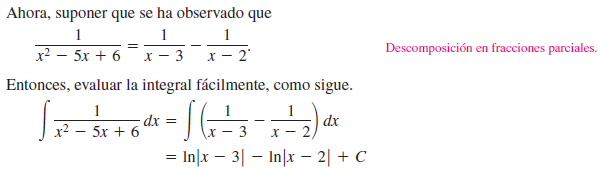 Ahora, suponer que se ha observado que
1/(x² − 5x + 6) = 1/(x − 3) − 1/(x − 2).
Descomposición en fracciones parciales.
Entonces, evaluar la integral fácilmente, como sigue.
∫ 1/(x² − 5x + 6) dx = ∫ (1/(x − 3) − 1/(x − 2)) dx
= ln|x − 3| − ln|x − 2| + C